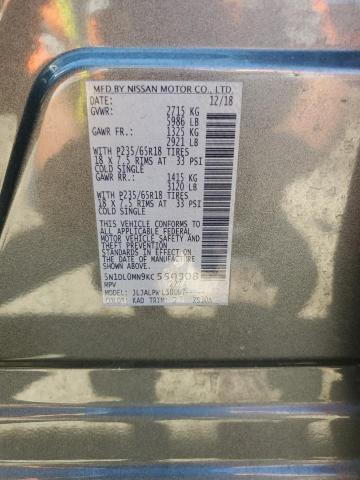 MFD BY NISSAN MOTOR CO., LTD.
DATE: 12/18
GVWR: 2715 KG
5986 LB
GAWR FR.: 1325 KG
2921 LB
WITH P235/65R18 TIRES
18 X 7.5 RIMS AT 33 PSI
COLD SINGLE
GAWR RR.: 1415 KG
3120 LB
WITH P235/65R18 TIRES
18 X 7.5 RIMS AT 33 PSI
COLD SINGLE
THIS VEHICLE CONFORMS TO ALL
APPLICABLE FEDERAL MOTOR
VEHICLE SAFETY AND THEFT PREVENTION
STANDARDS IN EFFECT ON THE
DATE OF MANUFACTURE SHOWN ABOVE.
5N1DL0MN9KC
MPV
COLOR: KAD TRIM: